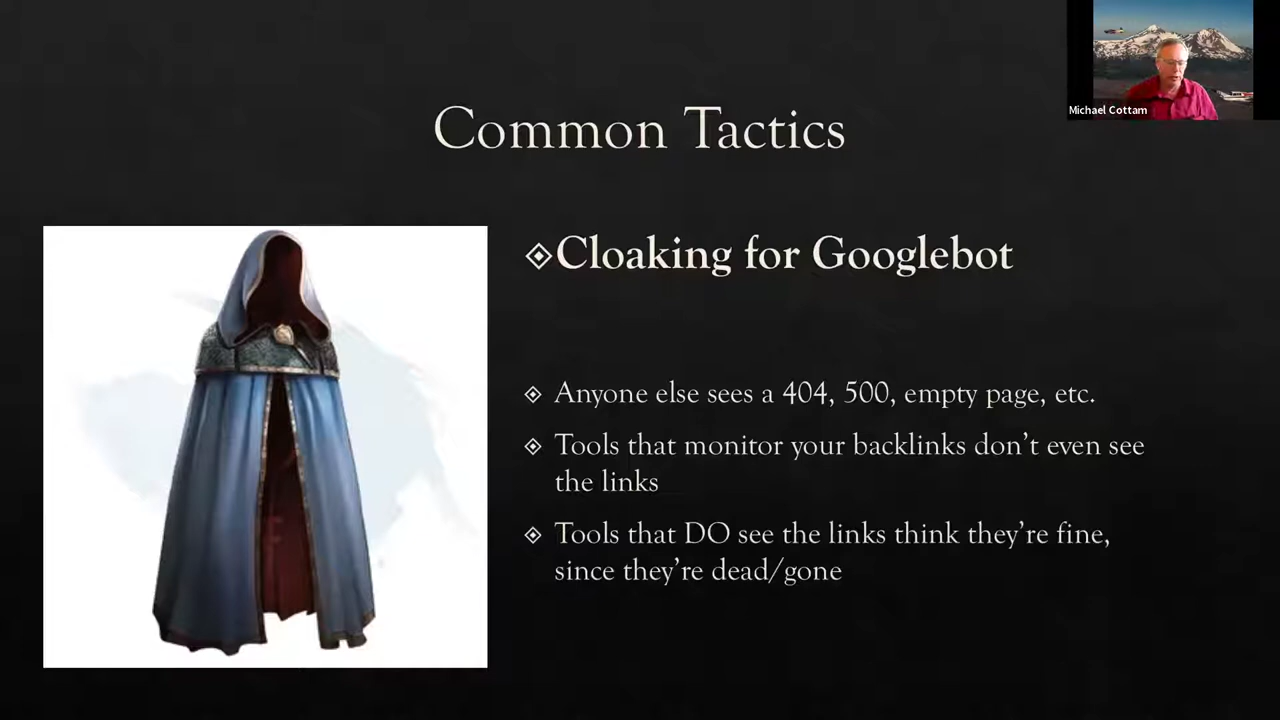 Michael Cottam
Common Tactics
Cloaking for Googlebot
Anyone else sees a 404, 500, empty page, etc.
Tools that monitor your backlinks don’t even see
the links
Tools that DO see the links think they’re fine,
since they’re dead/gone